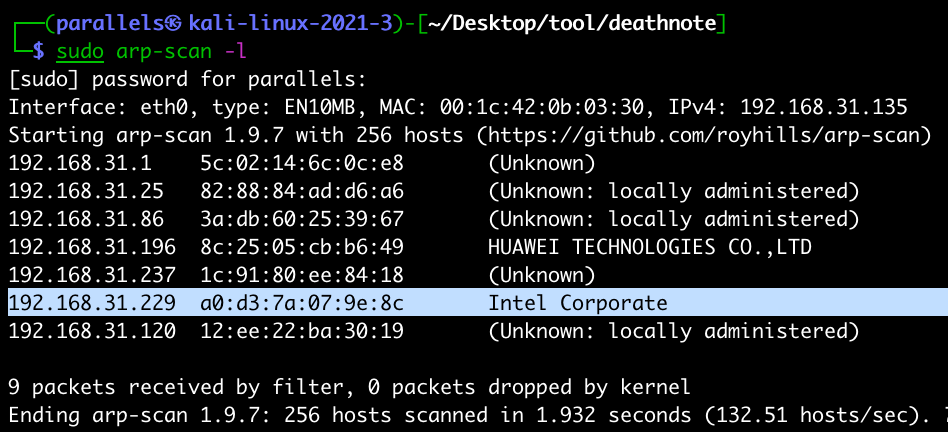 ┌──(parallels㉿kali-linux-2021-3)-[~/Desktop/tool/deathnote]
└─$ sudo arp-scan -l
[sudo] password for parallels:
Interface: eth0, type: EN10MB, MAC: 00:1c:42:0b:03:30, IPv4: 192.168.31.135
Starting arp-scan 1.9.7 with 256 hosts (https://github.com/royhills/arp-scan)
192.168.31.1    5c:02:14:6c:0c:e8       (Unknown)
192.168.31.25   82:88:84:ad:d6:a6       (Unknown: locally administered)
192.168.31.86   3a:db:60:25:39:67       (Unknown: locally administered)
192.168.31.196  8c:25:05:cb:b6:49       HUAWEI TECHNOLOGIES CO.,LTD
192.168.31.237  1c:91:80:ee:84:18       (Unknown)
192.168.31.229  a0:d3:7a:07:9e:8c       Intel Corporate
192.168.31.120  12:ee:22:ba:30:19       (Unknown: locally administered)
9 packets received by filter, 0 packets dropped by kernel
Ending arp-scan 1.9.7: 256 hosts scanned in 1.932 seconds (132.51 hosts/sec).